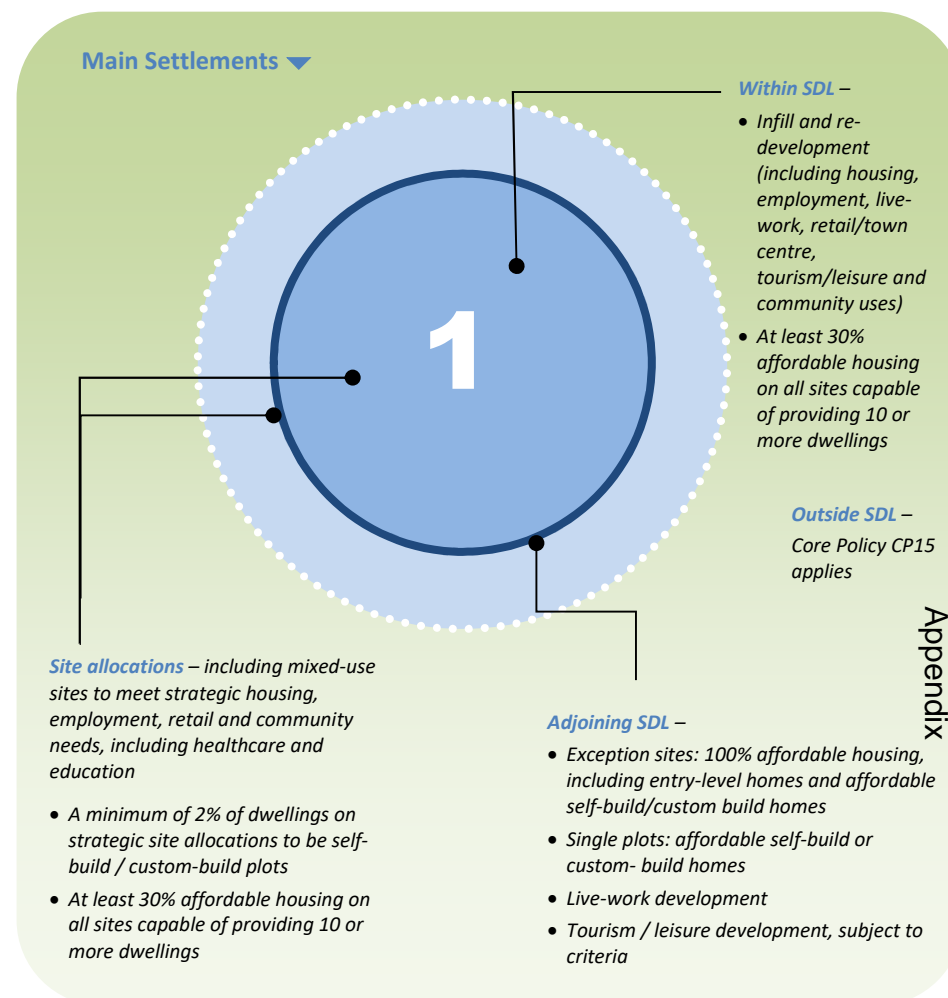 Main Settlements
Within SDL –
• Infill and re-
development
(including housing,
employment, live-
work, retail/town
centre,
tourism/leisure and
community uses)
• At least 30%
affordable housing
on all sites capable
of providing 10 or
more dwellings
1
Outside SDL –
Core Policy CP15
applies
Appendix
Site allocations – including mixed-use
sites to meet strategic housing,
employment, retail and community
needs, including healthcare and
education
• A minimum of 2% of dwellings on
strategic site allocations to be self-
build / custom-build plots
• At least 30% affordable housing on
all sites capable of providing 10 or
more dwellings
Adjoining SDL –
• Exception sites: 100% affordable housing,
including entry-level homes and affordable
self-build/custom build homes
• Single plots: affordable self-build or
custom- build homes
• Live-work development
• Tourism / leisure development, subject to
criteria